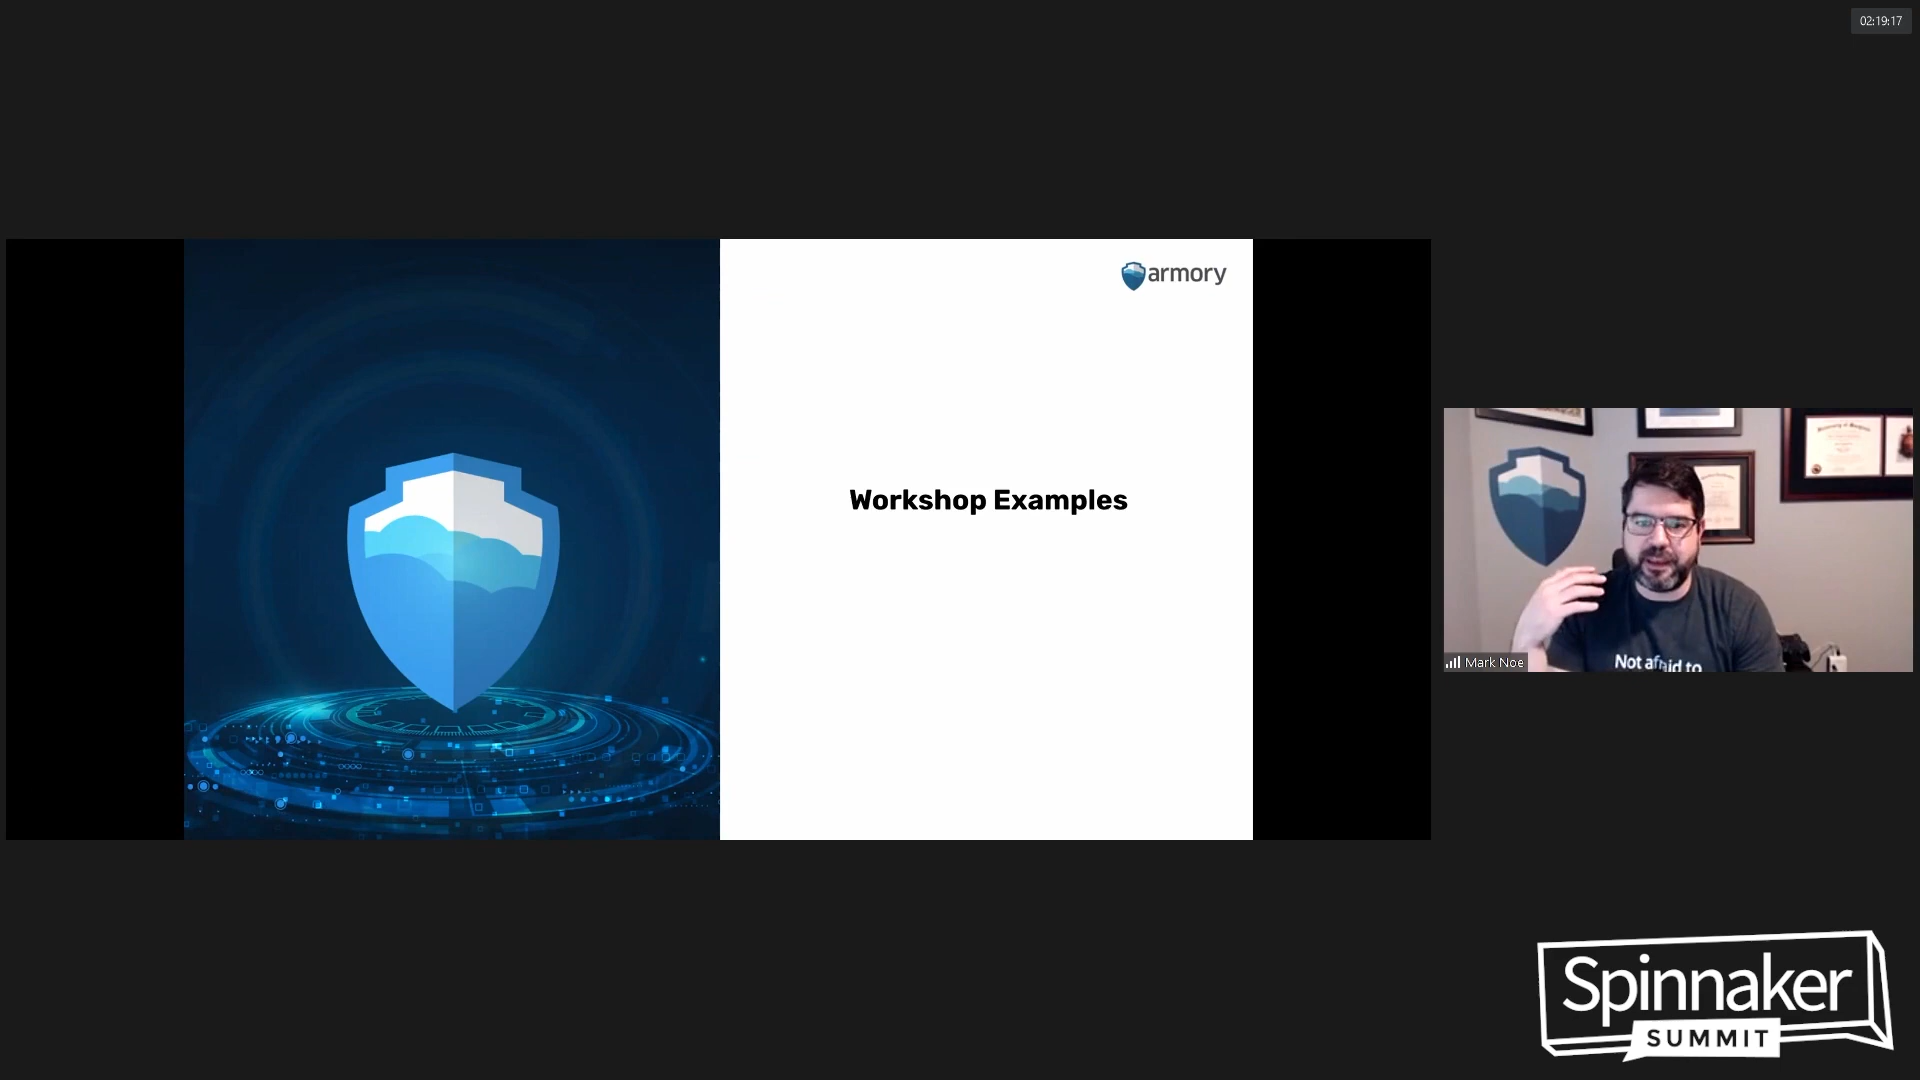 02:19:17
armory
Workshop Examples
Mark Noe
Not afraid to
Spinnaker
SUMMIT